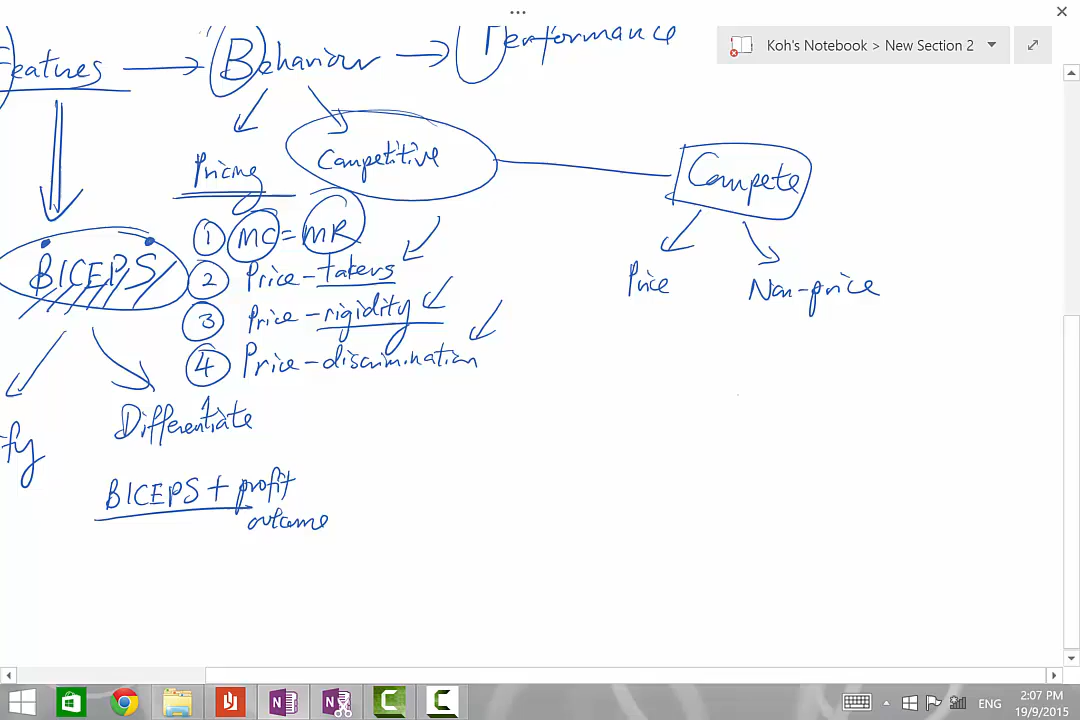 Koh's Notebook > New Section 2
Features → Behaviour → Performance
Pricing
Competitive
Compete
① MC = MR
② Price-takers
③ Price-rigidity
④ Price-discrimination
BICEPS
Price
Non-price
Differentiate
BICEPS + profit
outcome
ENG
2:07 PM
19/9/2015